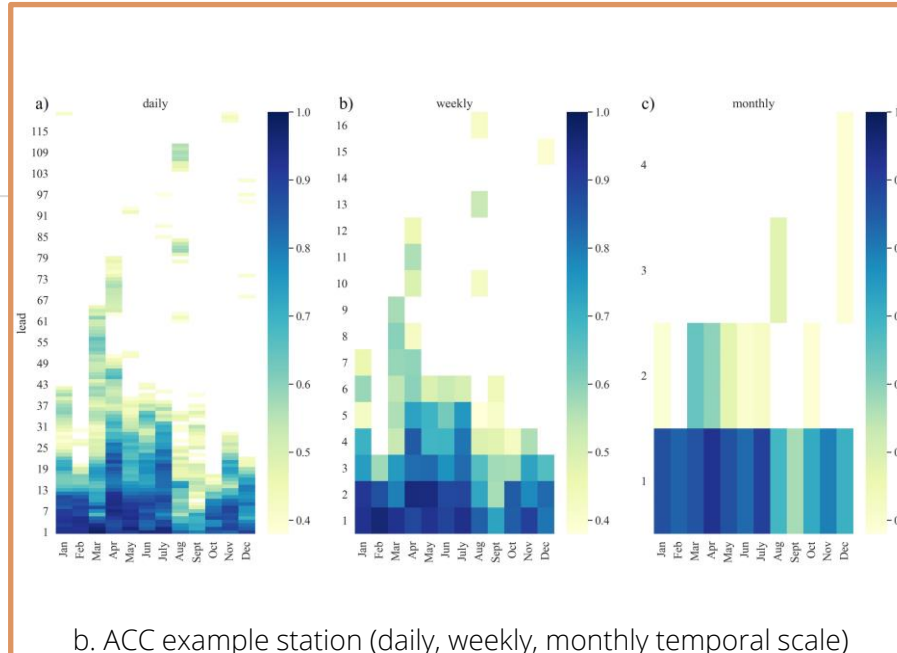 a)
daily
b)
weekly
c)
monthly
lead
115
109
103
97
91
85
79
73
67
61
55
49
43
37
31
25
19
13
7
1
Jan
Feb
Mar
Apr
May
Jun
July
Aug
Sept
Oct
Nov
Dec
1.0
0.9
0.8
0.7
0.6
0.5
0.4
16
15
14
13
12
11
10
9
8
7
6
5
4
3
2
1
Jan
Feb
Mar
Apr
May
Jun
July
Aug
Sept
Oct
Nov
Dec
1.0
0.9
0.8
0.7
0.6
0.5
0.4
4
3
2
1
Jan
Feb
Mar
Apr
May
Jun
July
Aug
Sept
Oct
Nov
Dec
b. ACC example station (daily, weekly, monthly temporal scale)